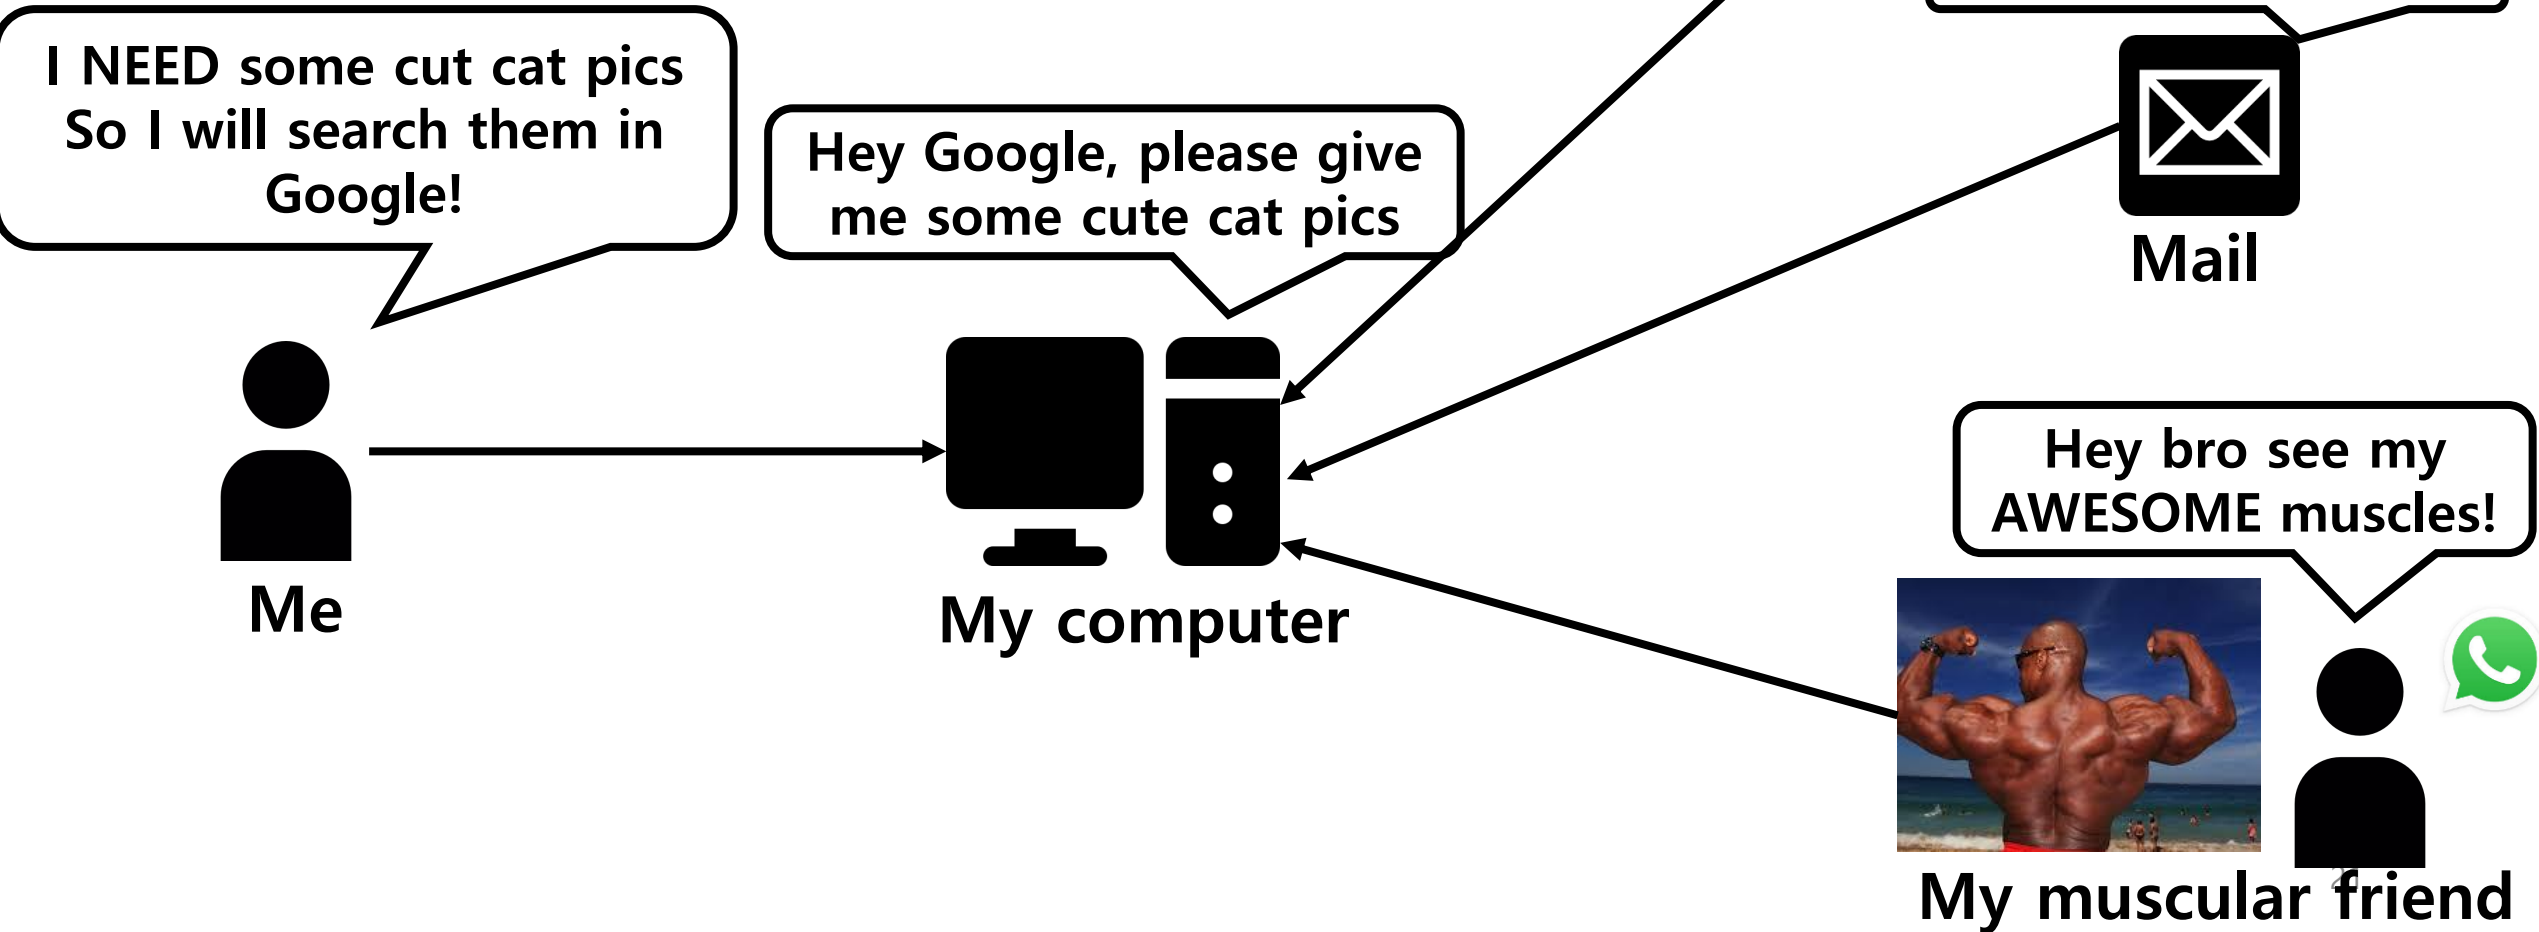 I NEED some cut cat pics
So I will search them in
Google!
Hey Google, please give
me some cute cat pics
Mail
Me
My computer
Hey bro see my
AWESOME muscles!
My muscular friend